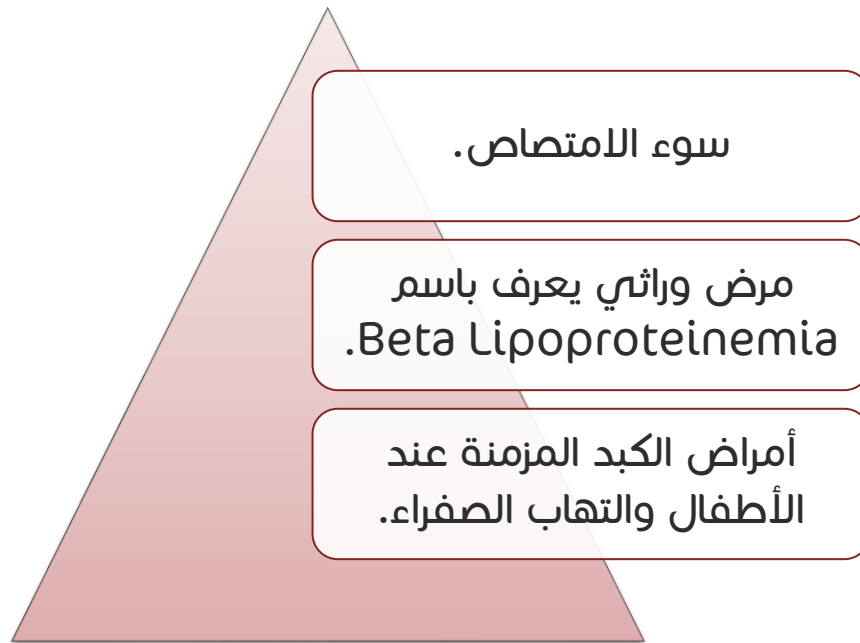 سوء الامتصاص.
مرض وراثي يعرف باسم
Beta Lipoproteinemia.
أمراض الكبد المزمنة عند
الأطفال والتهاب الصفراء.